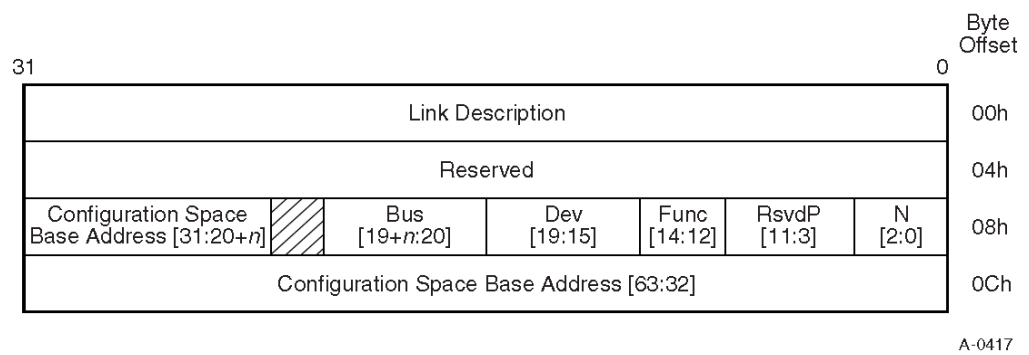 Byte
Offset
31 0
Link Description 00h
Reserved 04h
Configuration Space Bus Dev Func RsvdP N
Base Address [31:20+n] [19+n:20] [19:15] [14:12] [11:3] [2:0] 08h
Configuration Space Base Address [63:32] 0Ch
A-0417